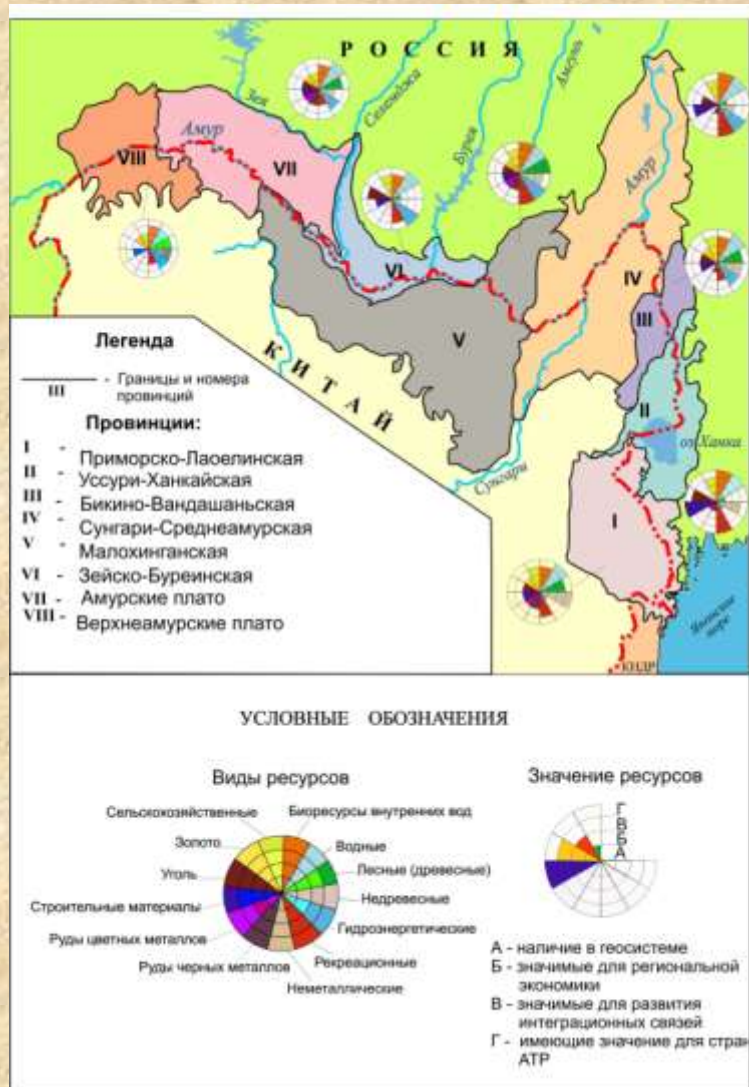 РОССИЯ
Зея
Селемджа
Бурея
Амгунь
Амур
Амур
VIII
VII
VI
V
IV
III
II
I
КИТАЙ
Сунгари
оз Ханка
Японское
море
КНДР
Легенда
III - Границы и номера
провинций
Провинции:
I - Приморско-Лаоелинская
II - Уссури-Ханкайская
III - Бикино-Вандашаньская
IV - Сунгари-Среднеамурская
V - Малохинганская
VI - Зейско-Буреинская
VII - Амурские плато
VIII - Верхнеамурские плато
УСЛОВНЫЕ ОБОЗНАЧЕНИЯ
Виды ресурсов
Сельскохозяйственные
Золото
Уголь
Строительные материалы
Руды цветных металлов
Руды черных металлов
Неметаллические
Биоресурсы внутренних вод
Водные
Лесные (древесные)
Недревесные
Гидроэнергетические
Рекреационные
Значение ресурсов
Г
В
Б
А
А - наличие в геосистеме
Б - значимые для региональной
экономики
В - значимые для развития
интеграционных связей
Г - имеющие значение для стран
АТР